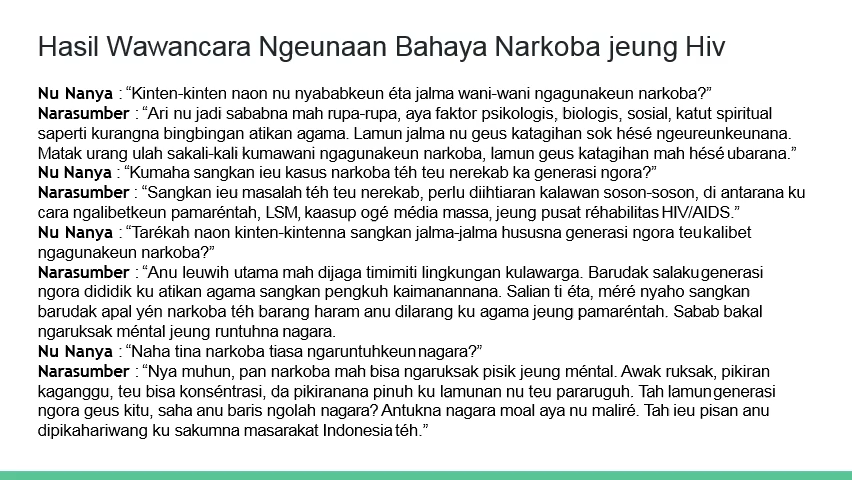 Hasil Wawancara Ngeunaan Bahaya Narkoba jeung Hiv
Nu Nanya : “Kinten-kinten naon nu nyababkeun éta jalma wani-wani ngagunakeun narkoba?”
Narasumber : “Ari nu jadi sababna mah rupa-rupa, aya faktor psikologis, biologis, sosial, katut spiritual
saperti kurangna bingbingan atikan agama. Lamun jalma nu geus katagihan sok hésé ngeureunkeunana.
Matak urang ulah sakali-kali kumawani ngagunakeun narkoba, lamun geus katagihan mah hésé ubarana.”
Nu Nanya : “Kumaha sangkan ieu kasus narkoba téh teu nerekab ka generasi ngora?”
Narasumber : “Sangkan ieu masalah téh teu nerekab, perlu diihtiaran kalawan soson-soson, di antarana ku
cara ngalibetkeun pamaréntah, LSM, kaasup ogé média massa, jeung pusat réhabilitas HIV/AIDS.”
Nu Nanya : “Tarékah naon kinten-kintenna sangkan jalma-jalma hususna generasi ngora teu kalibet
ngagunakeun narkoba?”
Narasumber : “Anu leuwih utama mah dijaga timimiti lingkungan kulawarga. Barudak salaku generasi
ngora dididik ku atikan agama sangkan pengkuh kaimanannana. Salian ti éta, méré nyaho sangkan
barudak apal yén narkoba téh barang haram anu dilarang ku agama jeung pamaréntah. Sabab bakal
ngaruksak méntal jeung runtuhna nagara.
Nu Nanya : “Naha tina narkoba tiasa ngaruntuhkeun nagara?”
Narasumber : “Nya muhun, pan narkoba mah bisa ngaruksak pisik jeung méntal. Awak ruksak, pikiran
kaganggu, teu bisa konséntrasi, da pikiranana pinuh ku lamunan nu teu pararuguh. Tah lamun generasi
ngora geus kitu, saha anu baris ngolah nagara? Antukna nagara moal aya nu maliré. Tah ieu pisan anu
dipikahariwang ku sakumna masarakat Indonesia téh.”